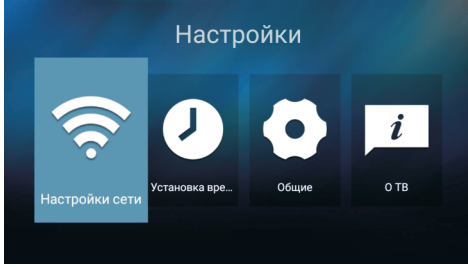 Настройки
Настройки сети
Установка вре...
Общие
О ТВ